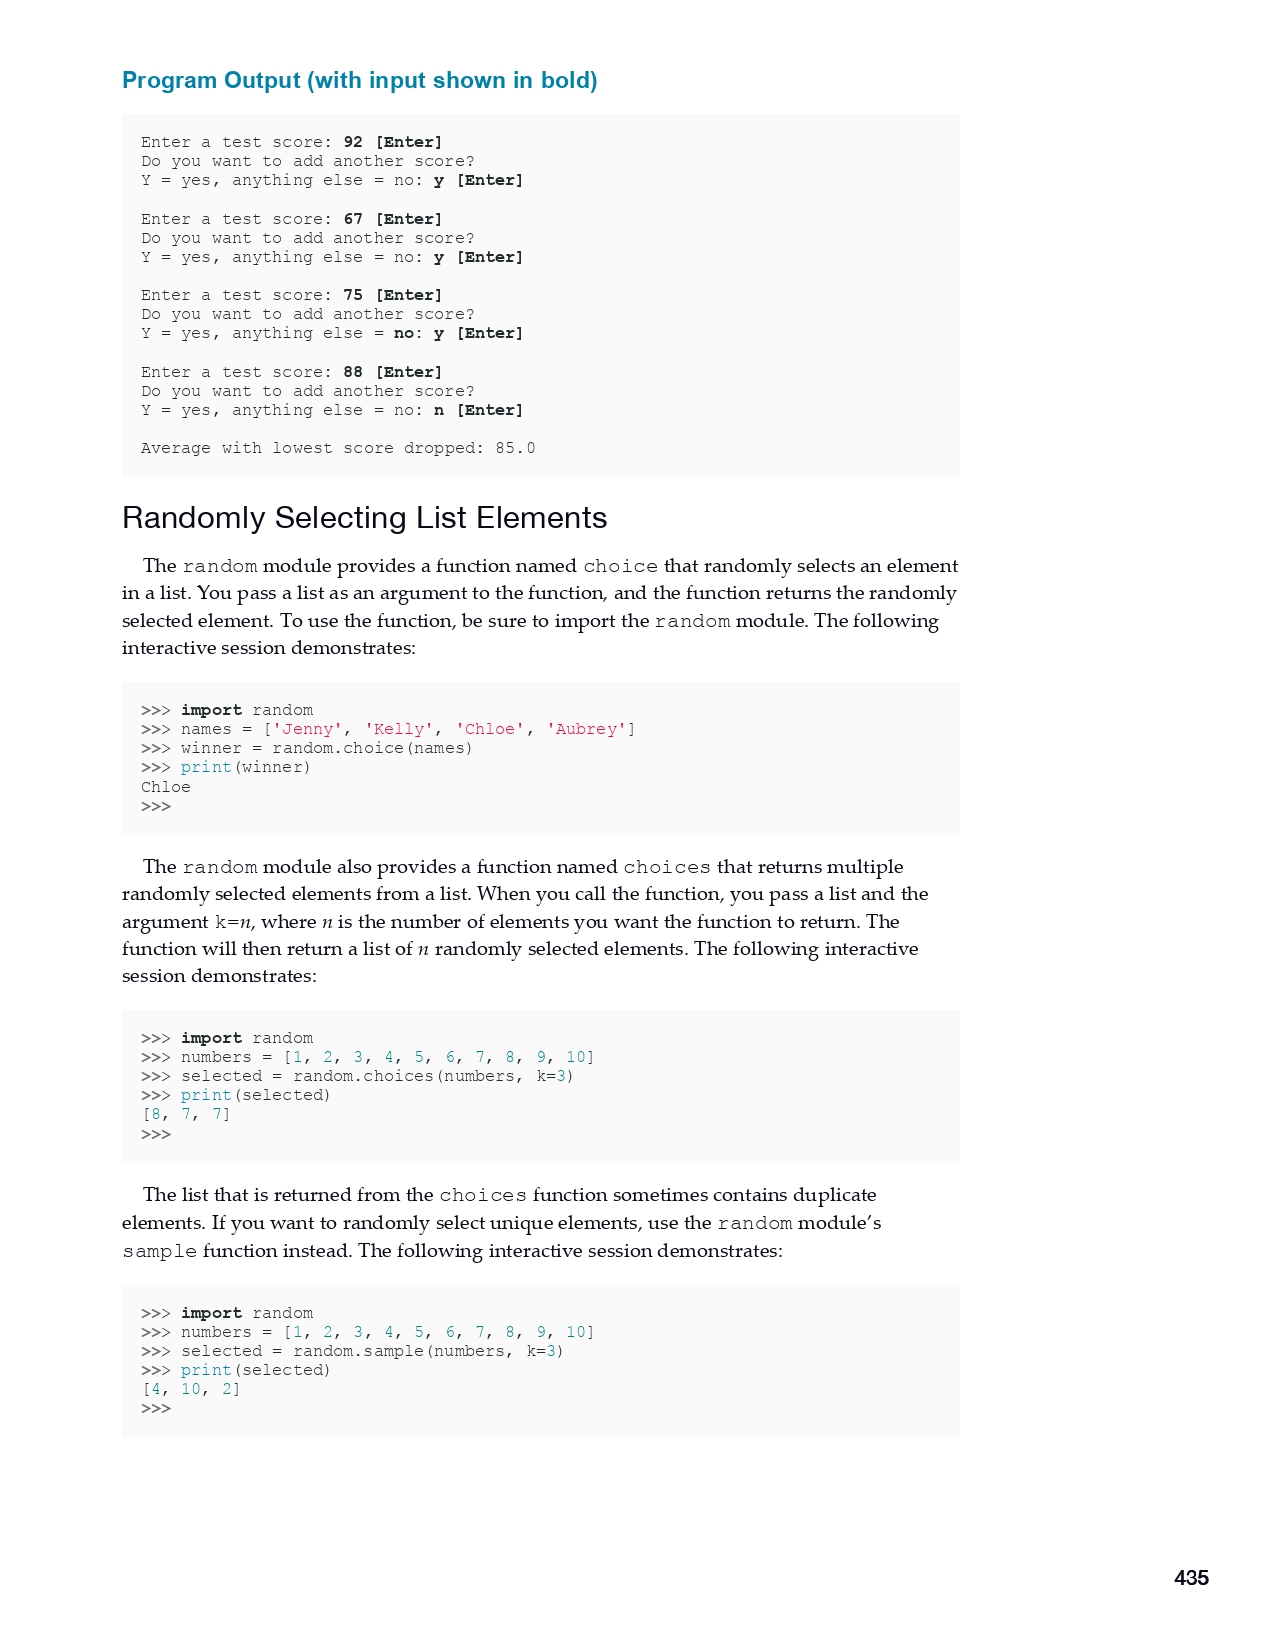 Program Output (with input shown in bold)
Enter a test score: 92 [Enter]
Do you want to add another score?
Y = yes, anything else = no: y [Enter]
Enter a test score: 67 [Enter]
Do you want to add another score?
Y = yes, anything else = no: y [Enter]
Enter a test score: 75 [Enter]
Do you want to add another score?
Y = yes, anything else = no: y [Enter]
Enter a test score: 88 [Enter]
Do you want to add another score?
Y = yes, anything else = no: n [Enter]
Average with lowest score dropped: 85.0
Randomly Selecting List Elements
The random module provides a function named choice that randomly selects an element
in a list. You pass a list as an argument to the function, and the function returns the randomly
selected element. To use the function, be sure to import the random module. The following
interactive session demonstrates:
>>> import random
>>> names = ['Jenny', 'Kelly', 'Chloe', 'Aubrey']
>>> winner = random.choice(names)
>>> print(winner)
Chloe
>>>
The random module also provides a function named choices that returns multiple
randomly selected elements from a list. When you call the function, you pass a list and the
argument k=n, where n is the number of elements you want the function to return. The
function will then return a list of n randomly selected elements. The following interactive
session demonstrates:
>>> import random
>>> numbers = [1, 2, 3, 4, 5, 6, 7, 8, 9, 10]
>>> selected = random.choices(numbers, k=3)
>>> print(selected)
[8, 7, 7]
>>>
The list that is returned from the choices function sometimes contains duplicate
elements. If you want to randomly select unique elements, use the random module’s
sample function instead. The following interactive session demonstrates:
>>> import random
>>> numbers = [1, 2, 3, 4, 5, 6, 7, 8, 9, 10]
>>> selected = random.sample(numbers, k=3)
>>> print(selected)
[4, 10, 2]
>>>
435